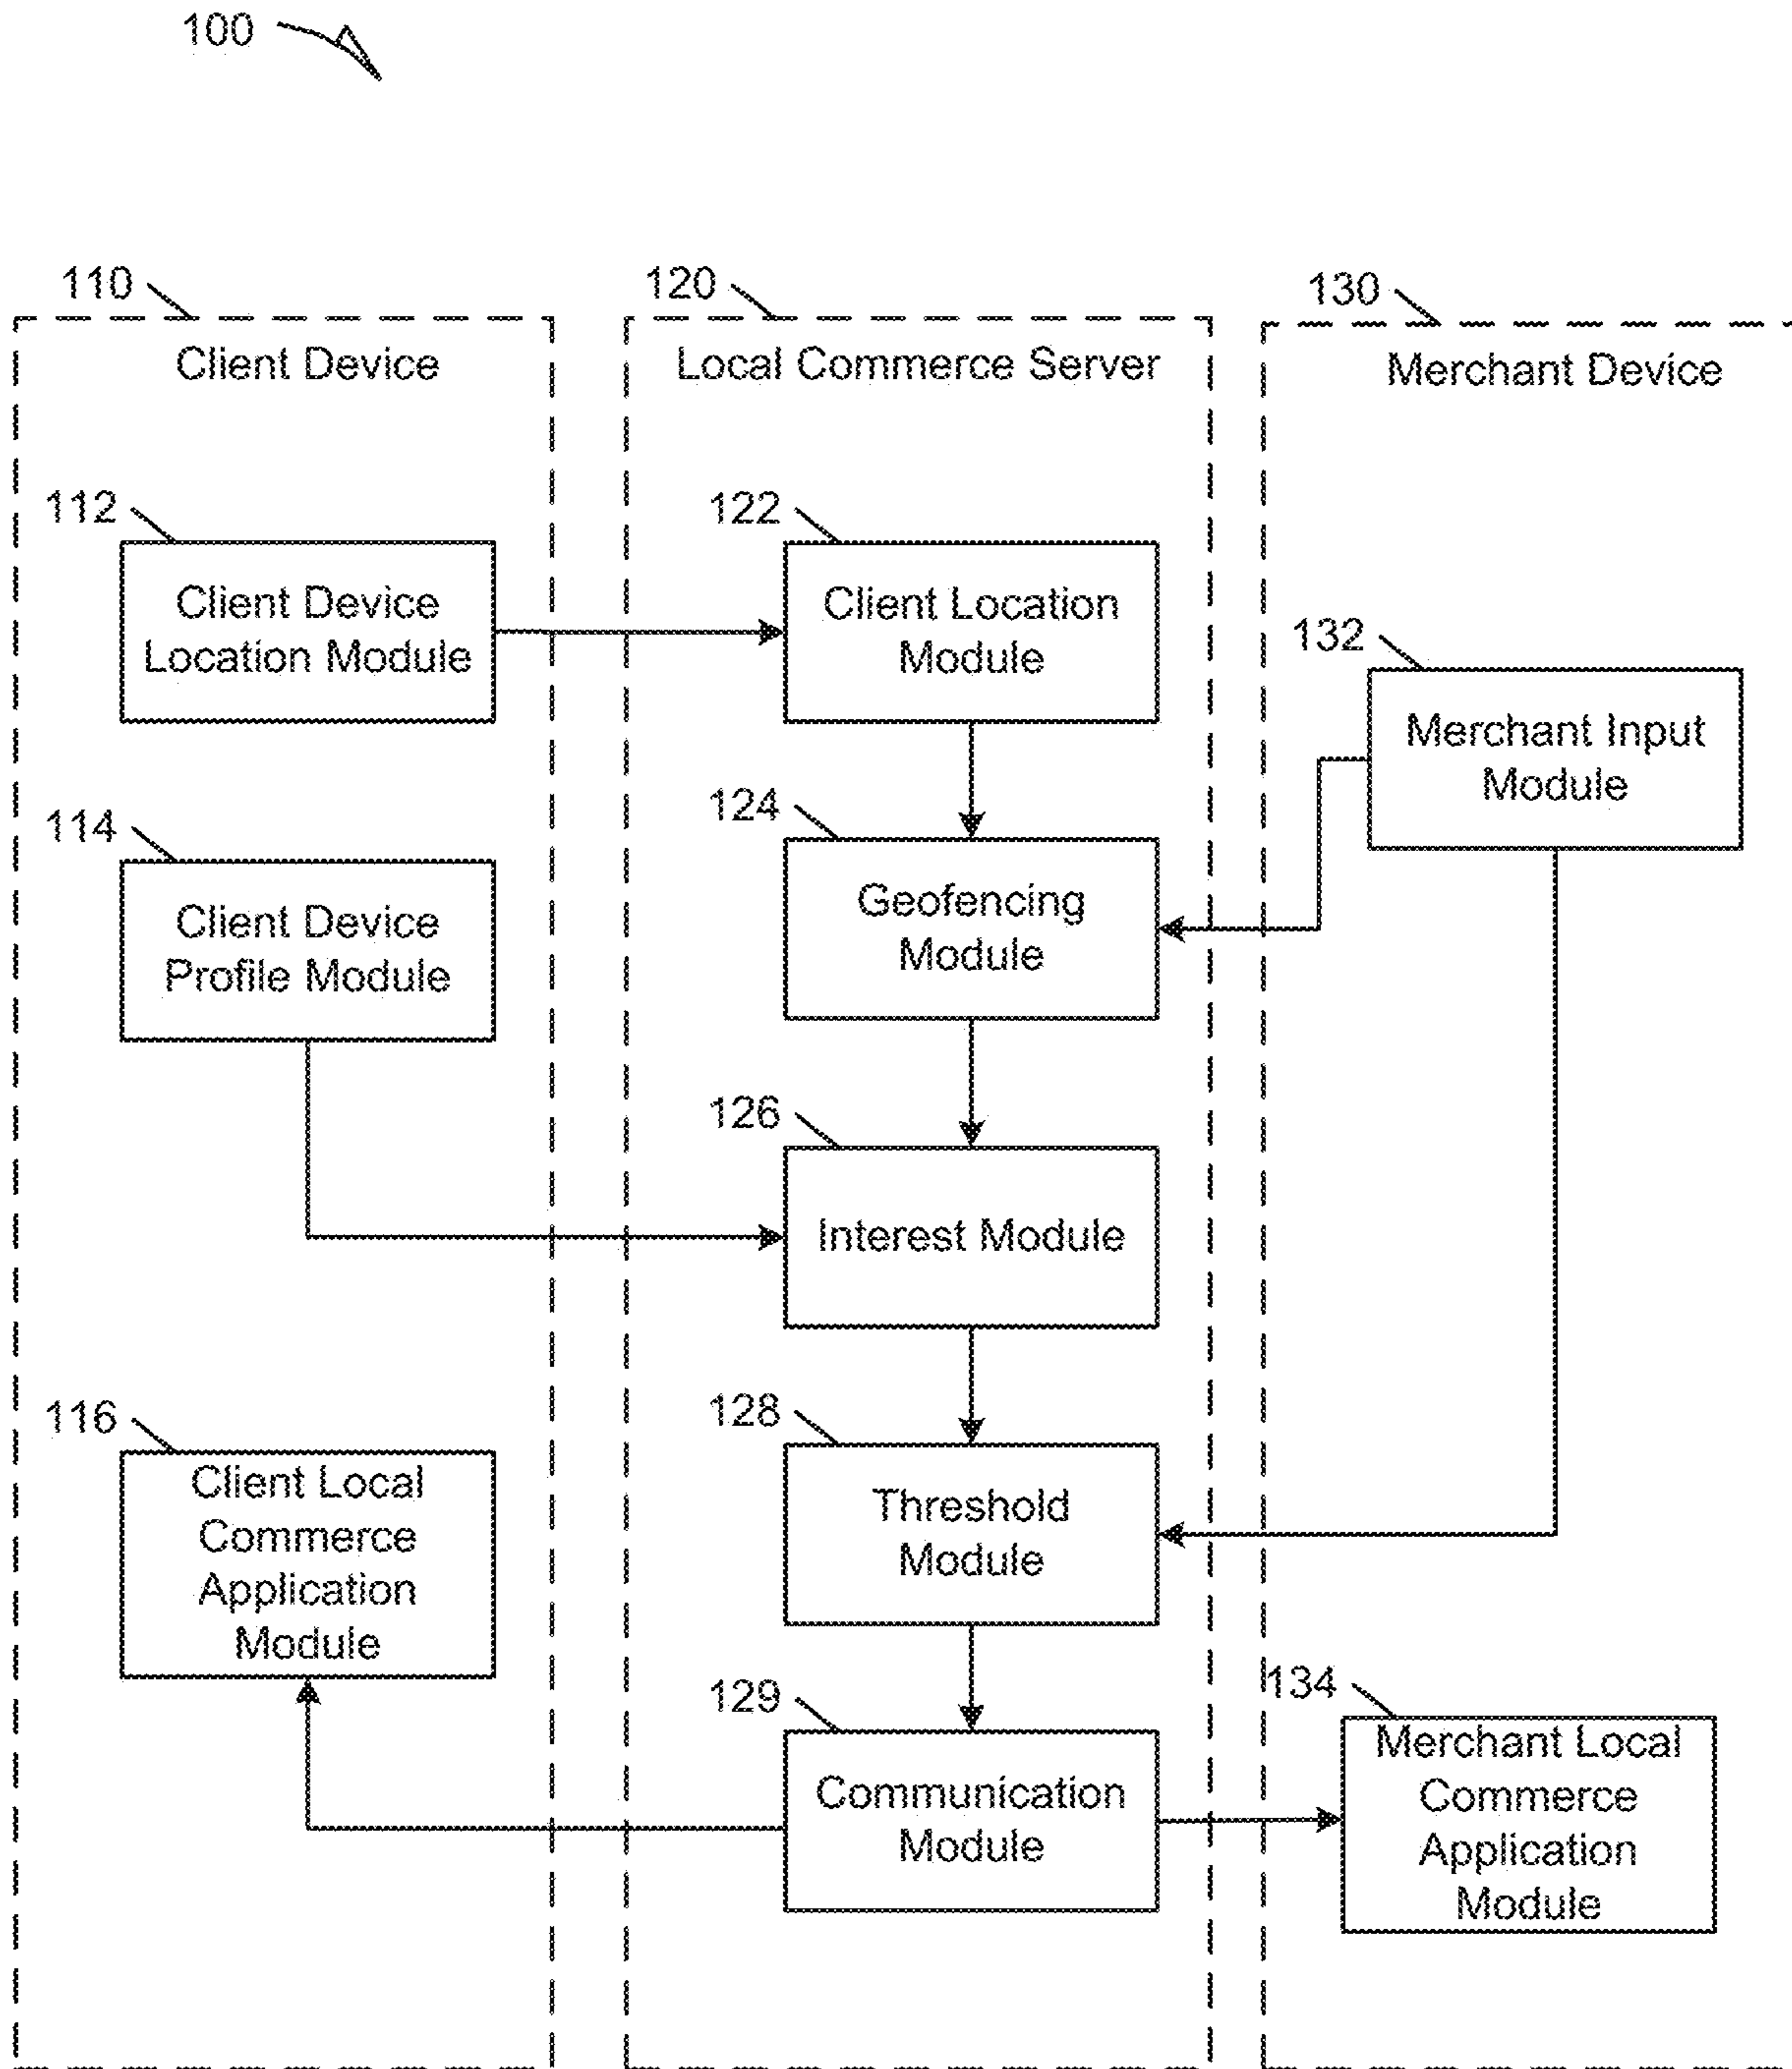 100
110
Client Device
112
Client Device
Location Module
114
Client Device
Profile Module
116
Client Local
Commerce
Application
Module
120
Local Commerce Server
122
Client Location
Module
124
Geofencing
Module
126
Interest Module
128
Threshold
Module
129
Communication
Module
130
Merchant Device
132
Merchant Input
Module
134
Merchant Local
Commerce
Application
Module